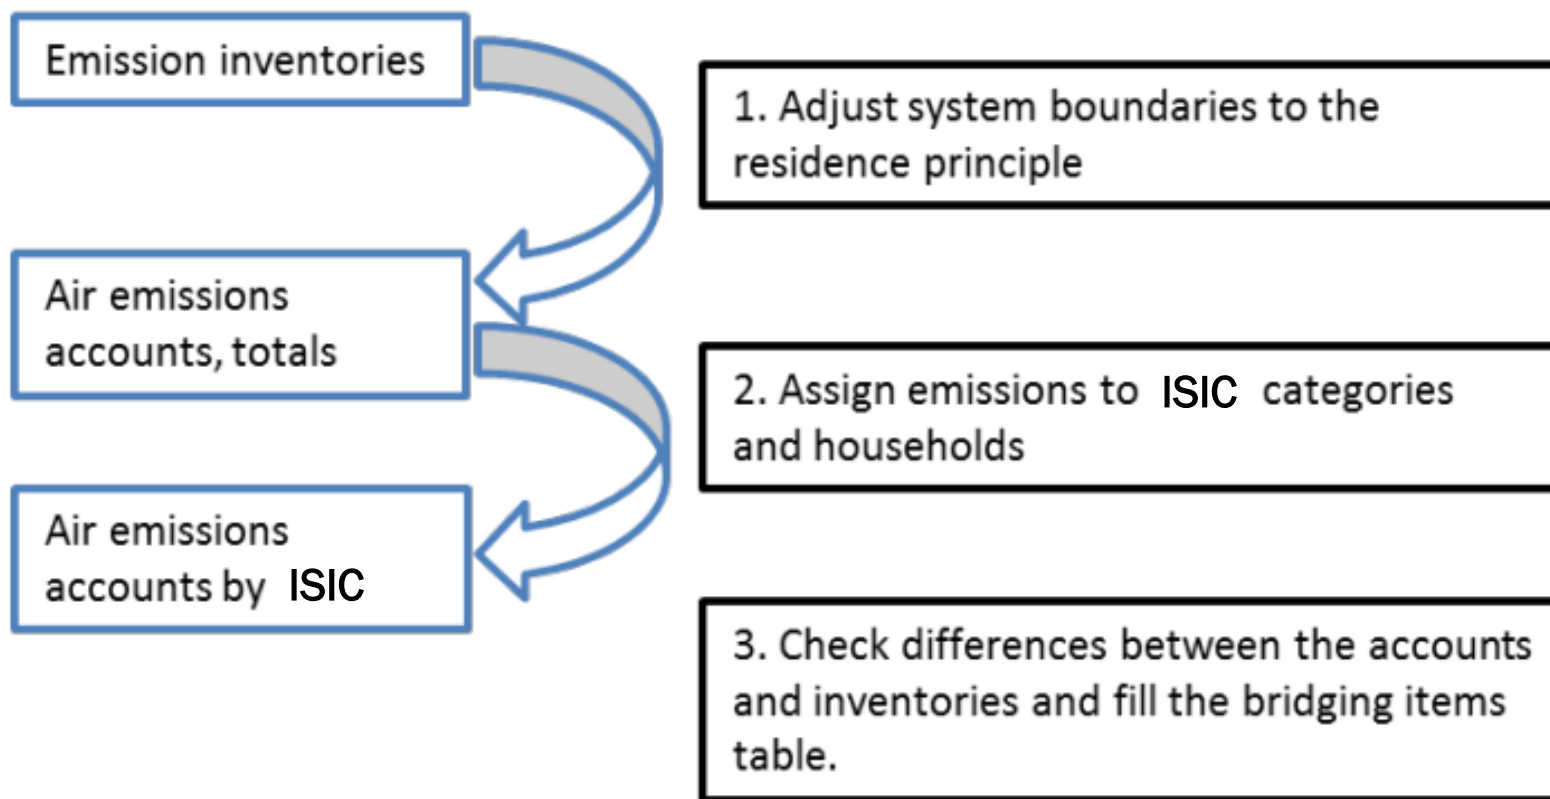 Emission inventories
1. Adjust system boundaries to the
residence principle
Air emissions
accounts, totals
2. Assign emissions to ISIC categories
and households
Air emissions
accounts by ISIC
3. Check differences between the accounts
and inventories and fill the bridging items
table.